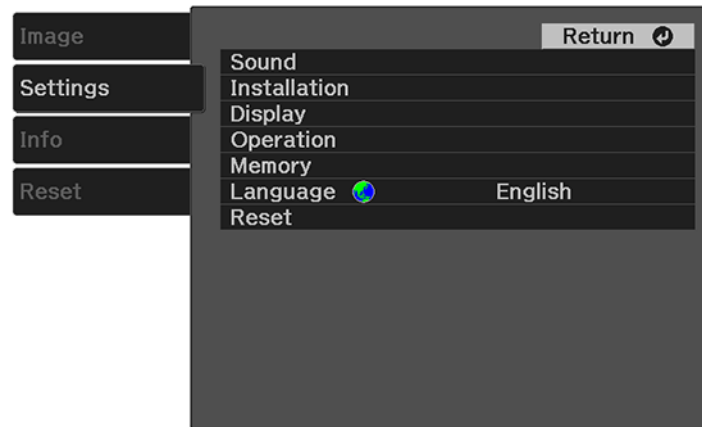 Image
Settings
Info
Reset
Return
Sound
Installation
Display
Operation
Memory
Language English
Reset